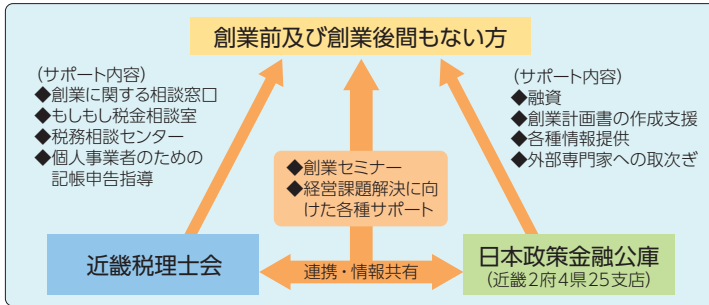 創業前及び創業後間もない方
(サポート内容)
◆創業に関する相談窓口
◆もしもし税金相談室
◆税務相談センター
◆個人事業者のための
記帳申告指導
(サポート内容)
◆融資
◆創業計画書の作成支援
◆各種情報提供
◆外部専門家への取次ぎ
◆創業セミナー
◆経営課題解決に向
けた各種サポート
近畿税理士会
連携・情報共有
日本政策金融公庫
(近畿2府4県25支店)